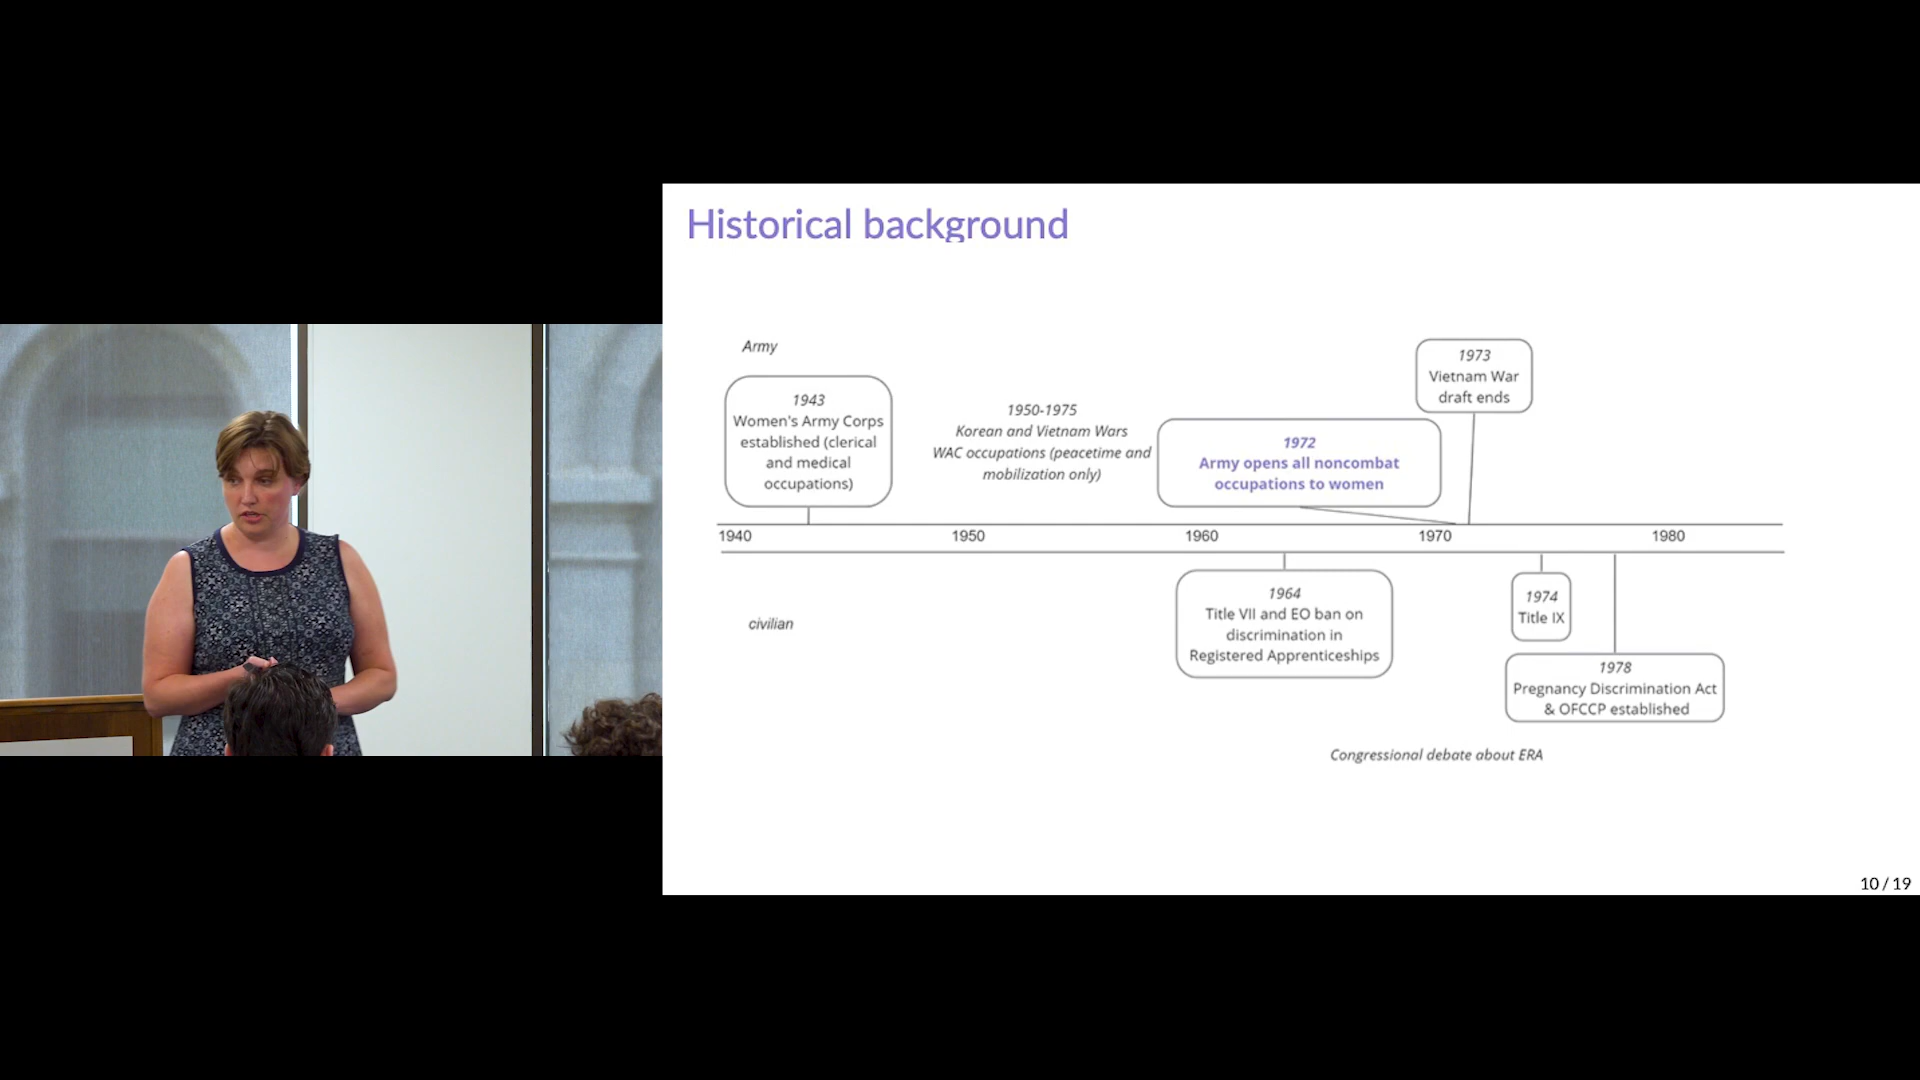 Historical background
Army
1943
Women's Army Corps
established (clerical
and medical
occupations)
1950-1975
Korean and Vietnam Wars
WAC occupations (peacetime and
mobilization only)
1972
Army opens all noncombat
occupations to women
1973
Vietnam War
draft ends
1940 1950 1960 1970 1980
civilian
1964
Title VII and EO ban on
discrimination in
Registered Apprenticeships
1974
Title IX
1978
Pregnancy Discrimination Act
& OFCCP established
Congressional debate about ERA
10 / 19